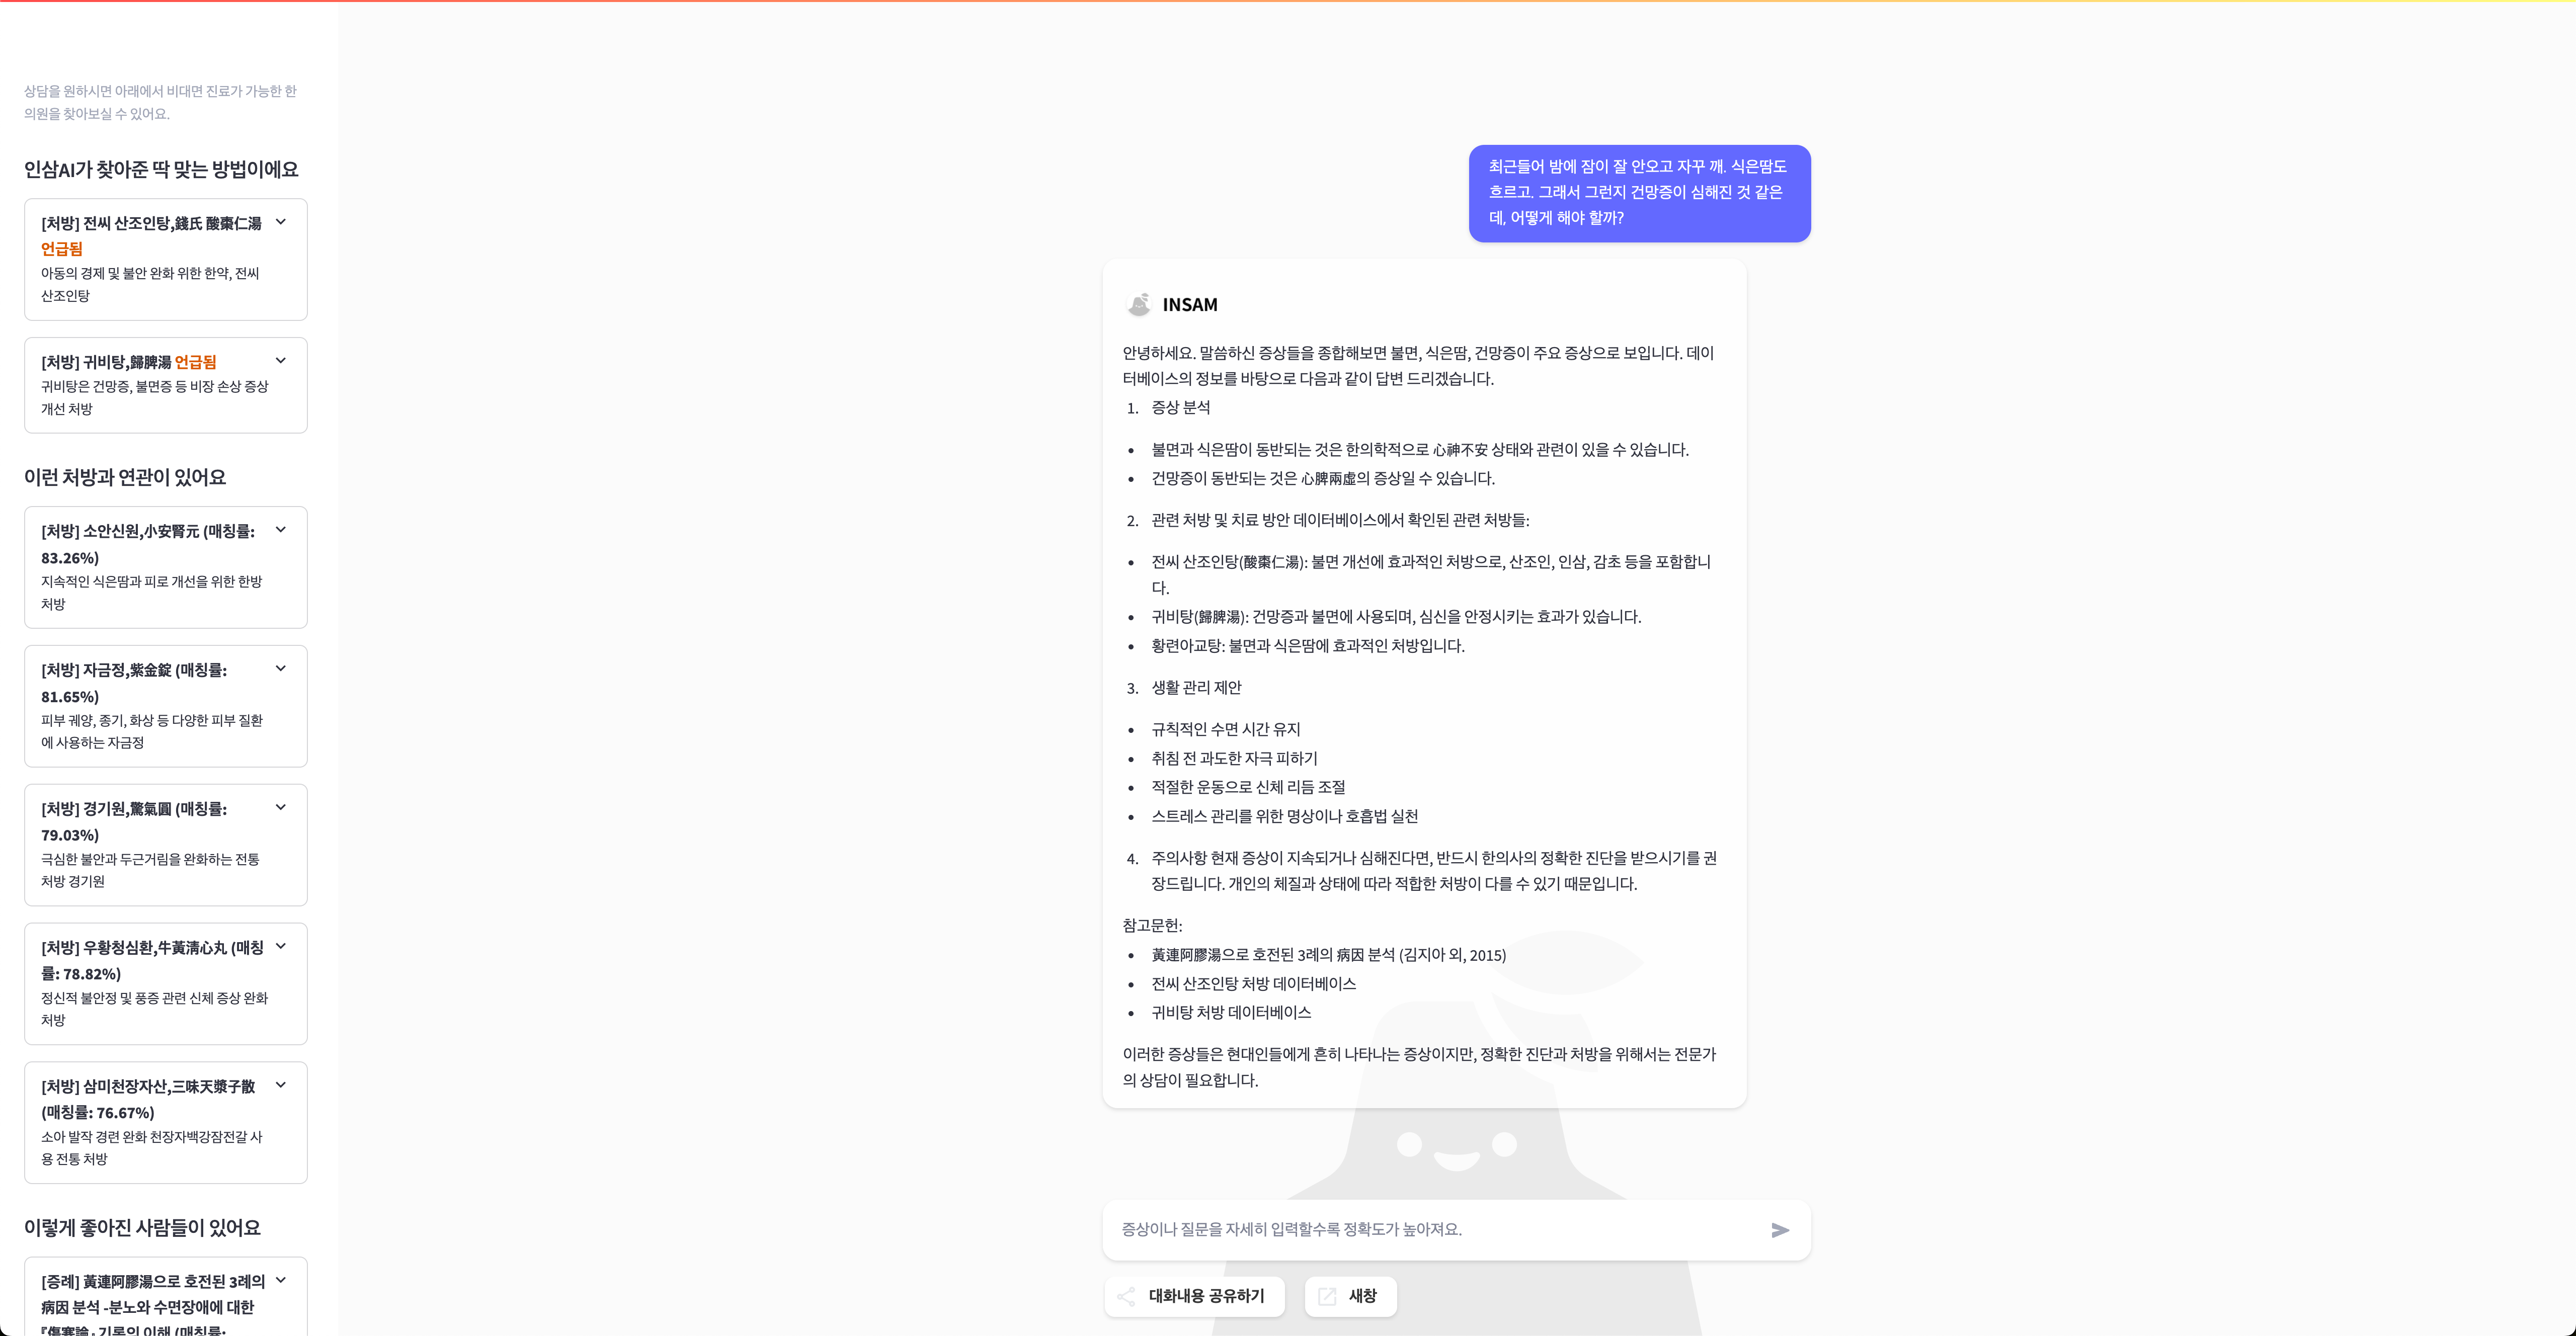 상담을 원하시면 아래에서 비대면 진료가 가능한 한
의원을 찾아보실 수 있어요.
인삼AI가 찾아준 딱 맞는 방법이에요
[처방] 전씨 산조인탕,錢氏 酸棗仁湯
언급됨
아동의 경제 및 불안 완화 위한 한약, 전씨
산조인탕
[처방] 귀비탕,歸脾湯 언급됨
귀비탕은 건망증, 불면증 등 비장 손상 증상
개선 처방
이런 처방과 연관이 있어요
[처방] 소안신원,小安腎元 (매칭률:
83.26%)
지속적인 식은땀과 피로 개선을 위한 한방
처방
[처방] 자금정,紫金錠 (매칭률:
81.65%)
피부 궤양, 종기, 화상 등 다양한 피부 질환
에 사용하는 자금정
[처방] 경기원,驚氣圓 (매칭률:
79.03%)
극심한 불안과 두근거림을 완화하는 전통
처방 경기원
[처방] 우황청심환,牛黃淸心丸 (매칭
률: 78.82%)
정신적 불안정 및 풍증 관련 신체 증상 완화
처방
[처방] 삼미천장자산,三味天漿子散
(매칭률: 76.67%)
소아 발작 경련 완화 천장자백강잠전갈 사
용 전통 처방
이렇게 좋아진 사람들이 있어요
[증례] 黃連阿膠湯으로 호전된 3례의
病因 분석 -분노와 수면장애에 대한
『傷寒論』 기록의 이해 (매칭률:
최근들어 밤에 잠이 잘 안오고 자꾸 깨. 식은땀도
흐르고. 그래서 그런지 건망증이 심해진 것 같은
데, 어떻게 해야 할까?
INSAM
안녕하세요. 말씀하신 증상들을 종합해보면 불면, 식은땀, 건망증이 주요 증상으로 보입니다. 데이
터베이스의 정보를 바탕으로 다음과 같이 답변 드리겠습니다.
1. 증상 분석
• 불면과 식은땀이 동반되는 것은 한의학적으로 心神不安 상태와 관련이 있을 수 있습니다.
• 건망증이 동반되는 것은 心脾兩虛의 증상일 수 있습니다.
2. 관련 처방 및 치료 방안 데이터베이스에서 확인된 관련 처방들:
• 전씨 산조인탕(酸棗仁湯): 불면 개선에 효과적인 처방으로, 산조인, 인삼, 감초 등을 포함합니
다.
• 귀비탕(歸脾湯): 건망증과 불면에 사용되며, 심신을 안정시키는 효과가 있습니다.
• 황련아교탕: 불면과 식은땀에 효과적인 처방입니다.
3. 생활 관리 제안
• 규칙적인 수면 시간 유지
• 취침 전 과도한 자극 피하기
• 적절한 운동으로 신체 리듬 조절
• 스트레스 관리를 위한 명상이나 호흡법 실천
4. 주의사항 현재 증상이 지속되거나 심해진다면, 반드시 한의사의 정확한 진단을 받으시기를 권
장드립니다. 개인의 체질과 상태에 따라 적합한 처방이 다를 수 있기 때문입니다.
참고문헌:
• 黃連阿膠湯으로 호전된 3례의 病因 분석 (김지아 외, 2015)
• 전씨 산조인탕 처방 데이터베이스
• 귀비탕 처방 데이터베이스
이러한 증상들은 현대인들에게 흔히 나타나는 증상이지만, 정확한 진단과 처방을 위해서는 전문가
의 상담이 필요합니다.
증상이나 질문을 자세히 입력할수록 정확도가 높아져요.
대화내용 공유하기
새창